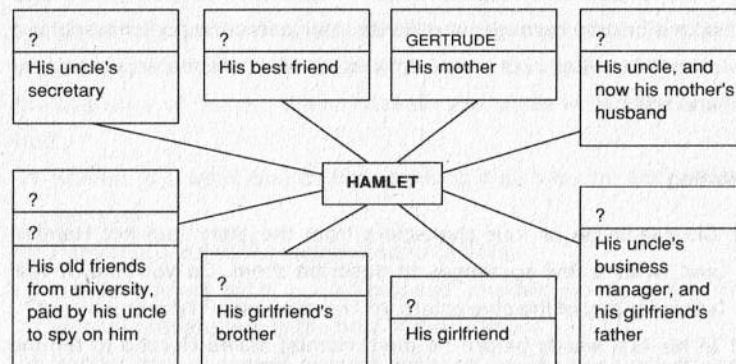 ?
His uncle's
secretary
?
His best friend
GERTRUDE
His mother
?
His uncle, and
now his mother's
husband
HAMLET
?
?
His old friends
from university,
paid by his uncle
to spy on him
?
His girlfriend's
brother
?
His girlfriend
?
His uncle's
business
manager, and
his girlfriend's
father